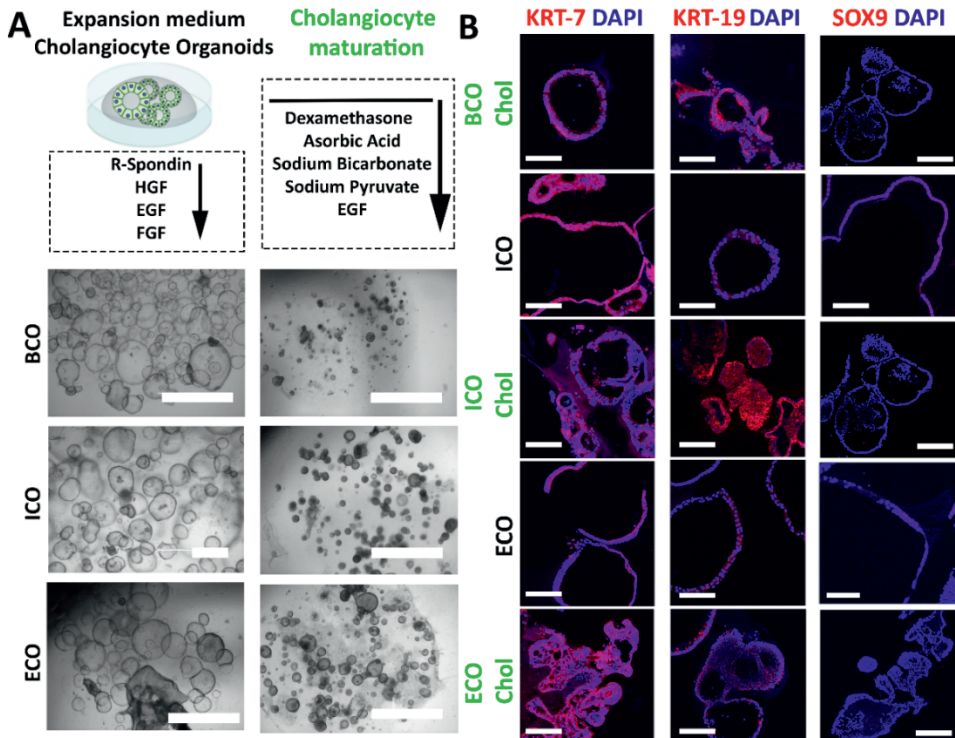 A
Expansion medium
Cholangiocyte Organoids
R-Spondin
HGF
EGF
FGF
Cholangiocyte
maturation
Dexamethasone
Asorbic Acid
Sodium Bicarbonate
Sodium Pyruvate
EGF
BCO
ICO
ECO
B
KRT-7 DAPI
KRT-19 DAPI
SOX9 DAPI
BCO
Chol
ICO
ICO
Chol
ECO
ECO
Chol